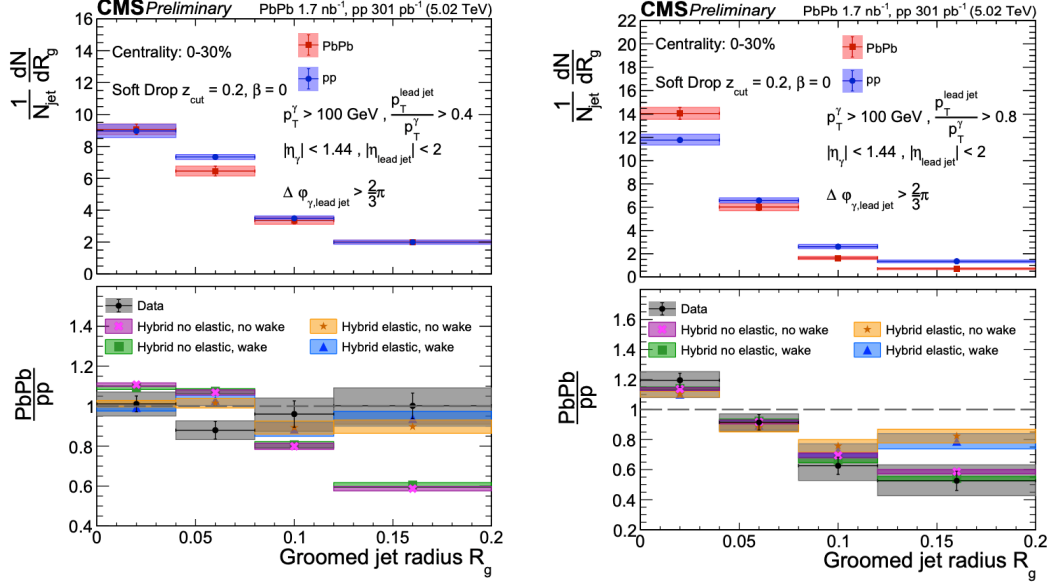 CMS Preliminary PbPb 1.7 nb⁻¹, pp 301 pb⁻¹ (5.02 TeV)
16
14
12
10
8
6
4
2
0
1/N_jet dN/dR_g
Centrality: 0-30%
PbPb
pp
Soft Drop z_cut = 0.2, β = 0
p_T^γ > 100 GeV , p_T^lead jet / p_T^γ > 0.4
|η_γ| < 1.44 , |η_lead jet| < 2
Δ φ_γ,lead jet > 2/3 π
1.4
1.2
1
0.8
0.6
0.4
PbPb/pp
Data
Hybrid no elastic, no wake
Hybrid elastic, no wake
Hybrid no elastic, wake
Hybrid elastic, wake
0 0.05 0.1 0.15 0.2
Groomed jet radius R_g
CMS Preliminary PbPb 1.7 nb⁻¹, pp 301 pb⁻¹ (5.02 TeV)
22
20
18
16
14
12
10
8
6
4
2
0
1/N_jet dN/dR_g
Centrality: 0-30%
PbPb
pp
Soft Drop z_cut = 0.2, β = 0
p_T^γ > 100 GeV , p_T^lead jet / p_T^γ > 0.8
|η_γ| < 1.44 , |η_lead jet| < 2
Δ φ_γ,lead jet > 2/3 π
1.6
1.4
1.2
1
0.8
0.6
0.4
0.2
PbPb/pp
Data
Hybrid no elastic, no wake
Hybrid elastic, no wake
Hybrid no elastic, wake
Hybrid elastic, wake
0 0.05 0.1 0.15 0.2
Groomed jet radius R_g